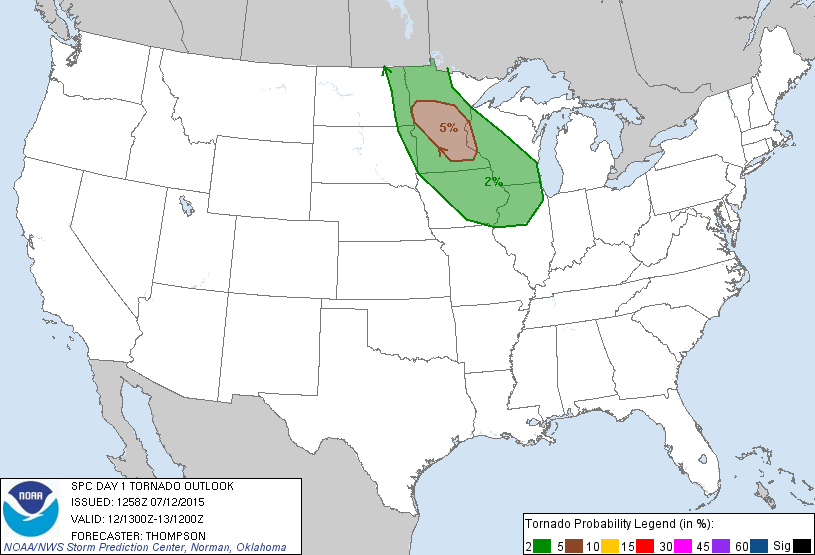 5%
2%
NOAA
SPC DAY 1 TORNADO OUTLOOK
ISSUED: 1258Z 07/12/2015
VALID: 12/1300Z-13/1200Z
FORECASTER: THOMPSON
NOAA/NWS Storm Prediction Center, Norman, Oklahoma
Tornado Probability Legend (in %):
2 5 10 15 30 45 60 Sig